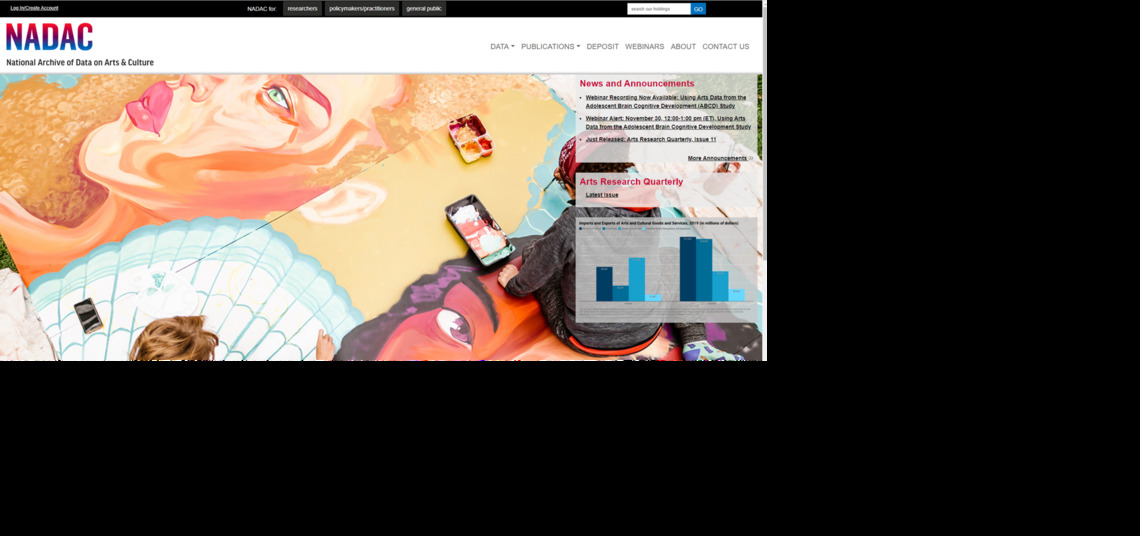 Log In/Create Account
NADAC for:
researchers
policymakers/practitioners
general public
search our holdings
GO
NADAC
National Archive of Data on Arts & Culture
DATA
PUBLICATIONS
DEPOSIT
WEBINARS
ABOUT
CONTACT US
News and Announcements
Webinar Recording Now Available: Using Arts Data from the
Adolescent Brain Cognitive Development (ABCD) Study
Webinar Alert: November 30, 12:00-1:00 pm (ET), Using Arts
Data from the Adolescent Brain Cognitive Development Study
Just Released: Arts Research Quarterly, Issue 11
More Announcements
Arts Research Quarterly
Latest Issue
Imports and Exports of Arts and Cultural Goods and Services, 2019 (in millions of dollars)